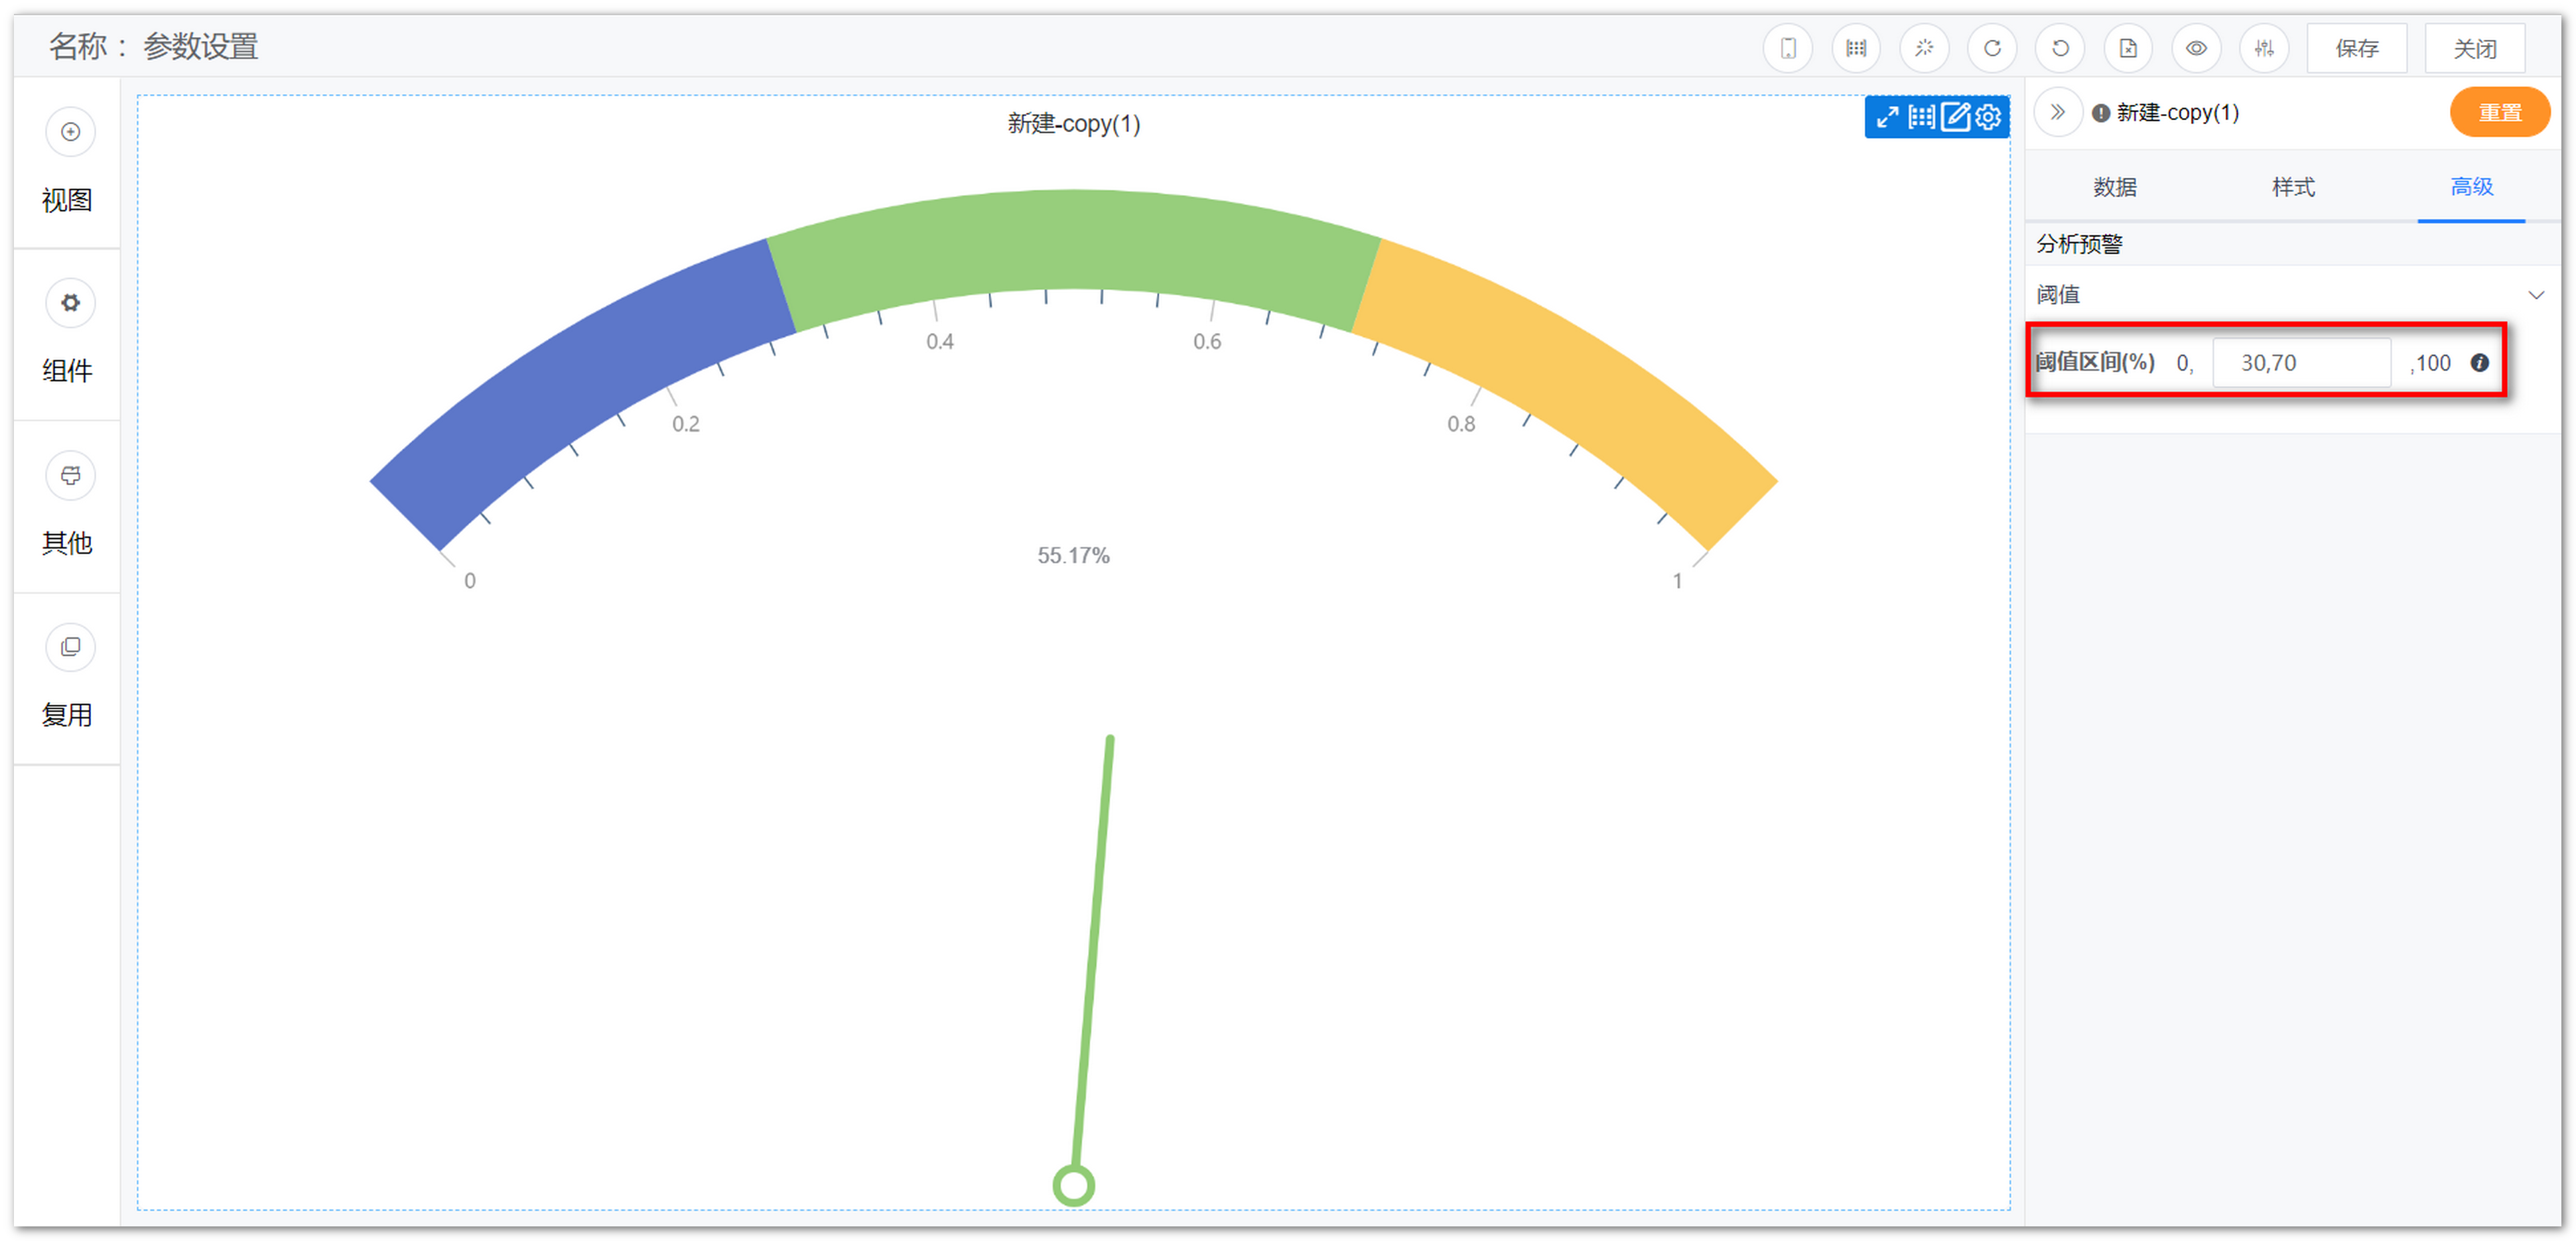 名称： 参数设置
保存
关闭
视图
组件
其他
复用
新建-copy(1)
0
0.2
0.4
0.6
0.8
1
55.17%
新建-copy(1)
重置
数据
样式
高级
分析预警
阈值
阈值区间(%) 0, 30,70 ,100